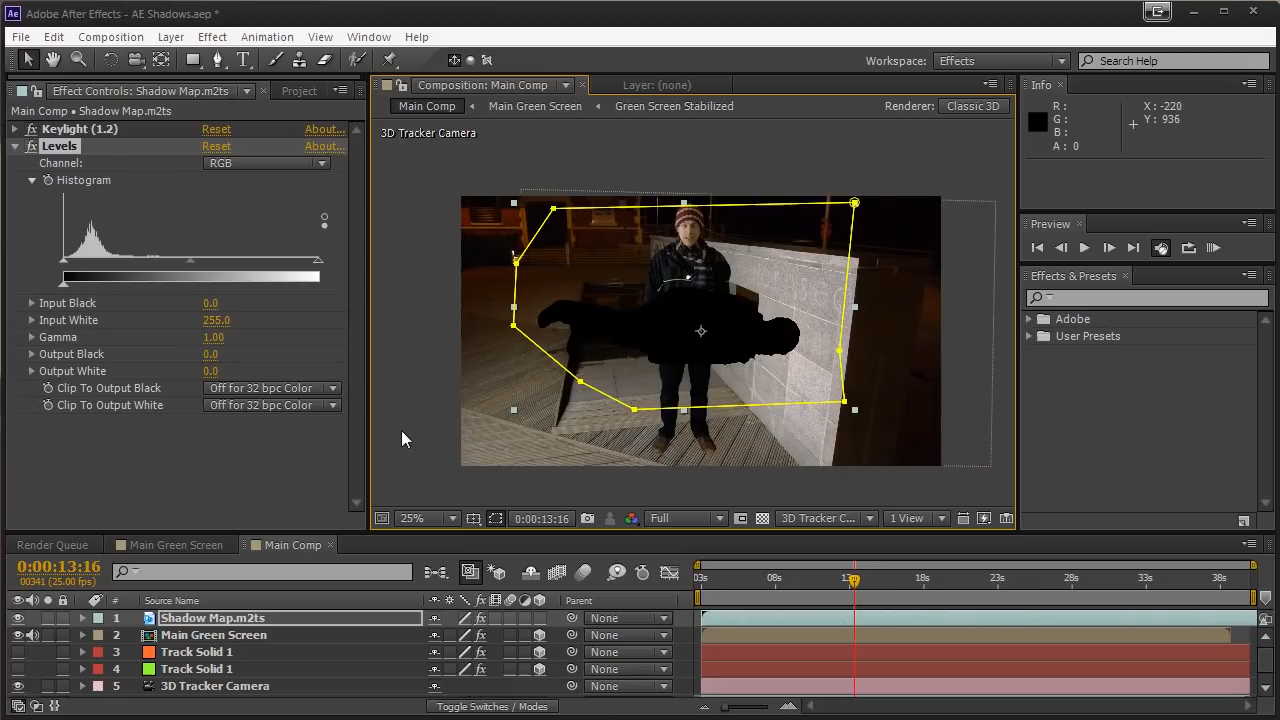 Adobe After Effects - AE Shadows.aep *
File Edit Composition Layer Effect Animation View Window Help
Workspace: Effects Search Help
Effect Controls: Shadow Map.m2ts Project
Main Comp • Shadow Map.m2ts
fx Keylight (1.2) Reset About...
fx Levels Reset About...
Channel: RGB
Histogram
Input Black 0.0
Input White 255.0
Gamma 1.00
Output Black 0.0
Output White 0.0
Clip To Output Black Off for 32 bpc Color
Clip To Output White Off for 32 bpc Color
Composition: Main Comp Layer: (none)
Main Comp Main Green Screen Green Screen Stabilized Renderer: Classic 3D
3D Tracker Camera
25% 0:00:13:16 Full 3D Tracker C... 1 View
Info
R: X: -220
G: Y: 936
B:
A: 0
Preview
Effects & Presets
Adobe
User Presets
Render Queue Main Green Screen Main Comp
0:00:13:16
00341 (25.00 fps)
03s 08s 13s 18s 23s 28s 33s 38s
# Source Name fx Parent
1 Shadow Map.m2ts fx None
2 Main Green Screen fx None
3 Track Solid 1 fx None
4 Track Solid 1 fx None
5 3D Tracker Camera None
Toggle Switches / Modes